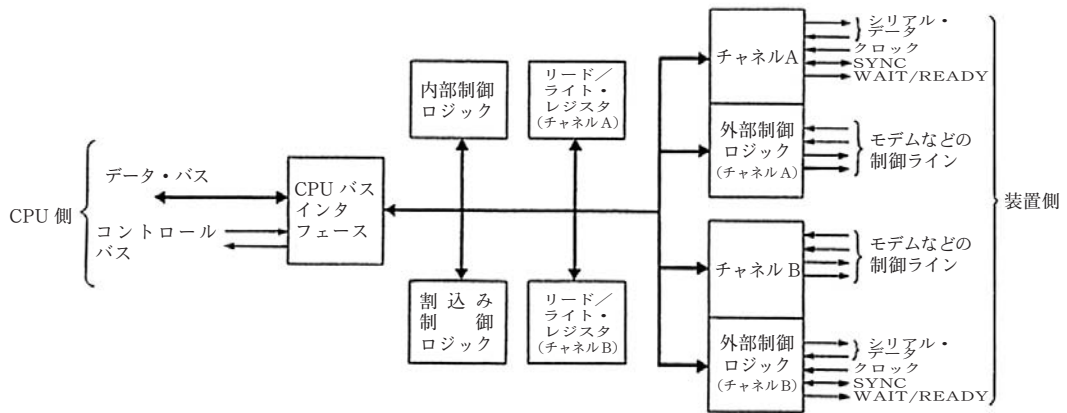 CPU 側
データ・バス
コントロール
バス
CPU バス
インタ
フェース
内部制御
ロジック
リード／
ライト・
レジスタ
(チャネル A)
割込み
制御
ロジック
リード／
ライト・
レジスタ
(チャネル B)
チャネル A
シリアル・
データ
クロック
SYNC
WAIT/READY
外部制御
ロジック
(チャネル A)
モデムなどの
制御ライン
チャネル B
モデムなどの
制御ライン
外部制御
ロジック
(チャネル B)
シリアル・
データ
クロック
SYNC
WAIT/READY
装置側